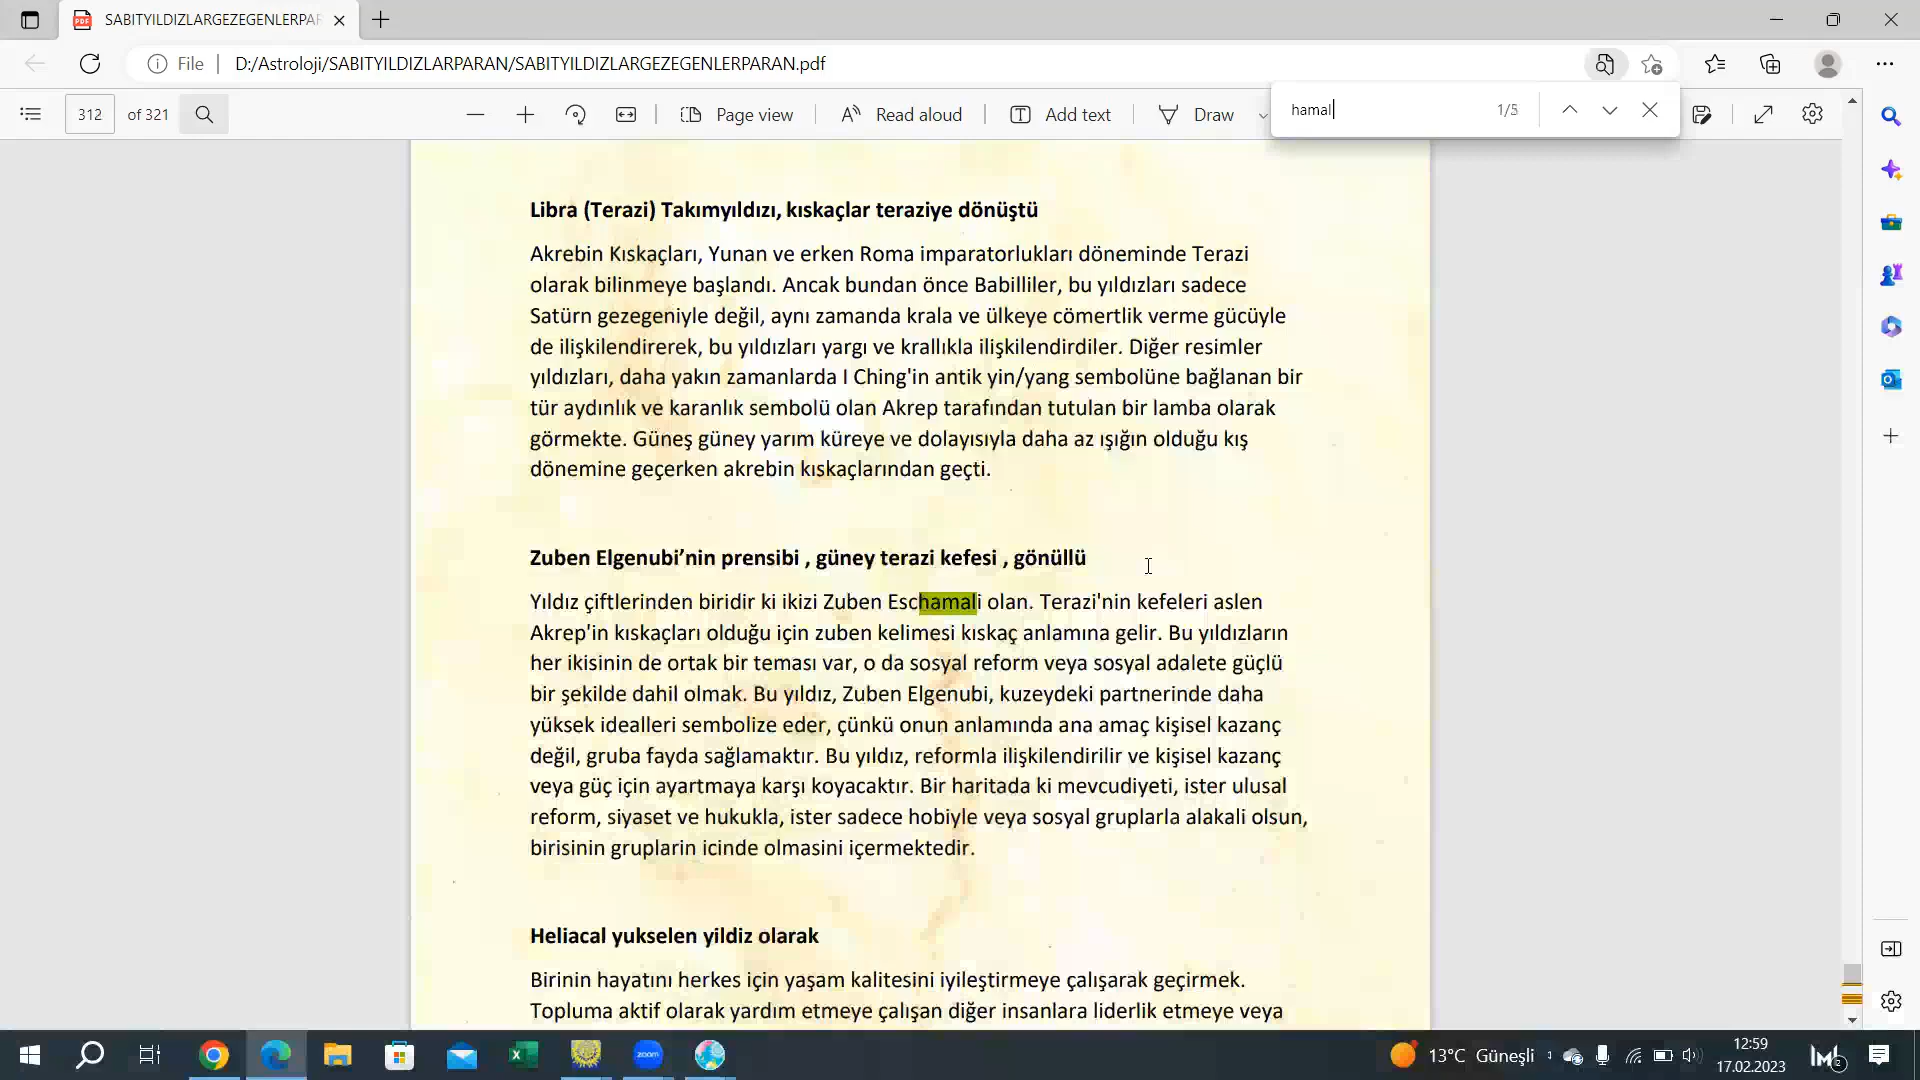 SABITYILDIZLARGEZEGENLERPAR
File
D:/Astroloji/SABITYILDIZLARPARAN/SABITYILDIZLARGEZEGENLERPARAN.pdf
312 of 321
Page view
Read aloud
Add text
Draw
hamal
1/5
Libra (Terazi) Takımyıldızı, kıskaçlar teraziye dönüştü
Akrebin Kıskaçları, Yunan ve erken Roma imparatorlukları döneminde Terazi
olarak bilinmeye başlandı. Ancak bundan önce Babilliler, bu yıldızları sadece
Satürn gezegeniyle değil, aynı zamanda krala ve ülkeye cömertlik verme gücüyle
de ilişkilendirerek, bu yıldızları yargı ve krallıkla ilişkilendirdiler. Diğer resimler
yıldızları, daha yakın zamanlarda I Ching'in antik yin/yang sembolüne bağlanan bir
tür aydınlık ve karanlık sembolü olan Akrep tarafından tutulan bir lamba olarak
görmekte. Güneş güney yarım küreye ve dolayısıyla daha az ışığın olduğu kış
dönemine geçerken akrebin kıskaçlarından geçti.
Zuben Elgenubi’nin prensibi , güney terazi kefesi , gönüllü
Yıldız çiftlerinden biridir ki ikizi Zuben Eschamali olan. Terazi'nin kefeleri aslen
Akrep'in kıskaçları olduğu için zuben kelimesi kıskaç anlamına gelir. Bu yıldızların
her ikisinin de ortak bir teması var, o da sosyal reform veya sosyal adalete güçlü
bir şekilde dahil olmak. Bu yıldız, Zuben Elgenubi, kuzeydeki partnerinde daha
yüksek idealleri sembolize eder, çünkü onun anlamında ana amaç kişisel kazanç
değil, gruba fayda sağlamaktır. Bu yıldız, reformla ilişkilendirilir ve kişisel kazanç
veya güç için ayartmaya karşı koyacaktır. Bir haritada ki mevcudiyeti, ister ulusal
reform, siyaset ve hukukla, ister sadece hobiyle veya sosyal gruplarla alakali olsun,
birisinin gruplarin icinde olmasini içermektedir.
Heliacal yukselen yildiz olarak
Birinin hayatını herkes için yaşam kalitesini iyileştirmeye çalışarak geçirmek.
Topluma aktif olarak yardım etmeye çalışan diğer insanlara liderlik etmeye veya
zoom
13°C Güneşli
12:59
17.02.2023
2